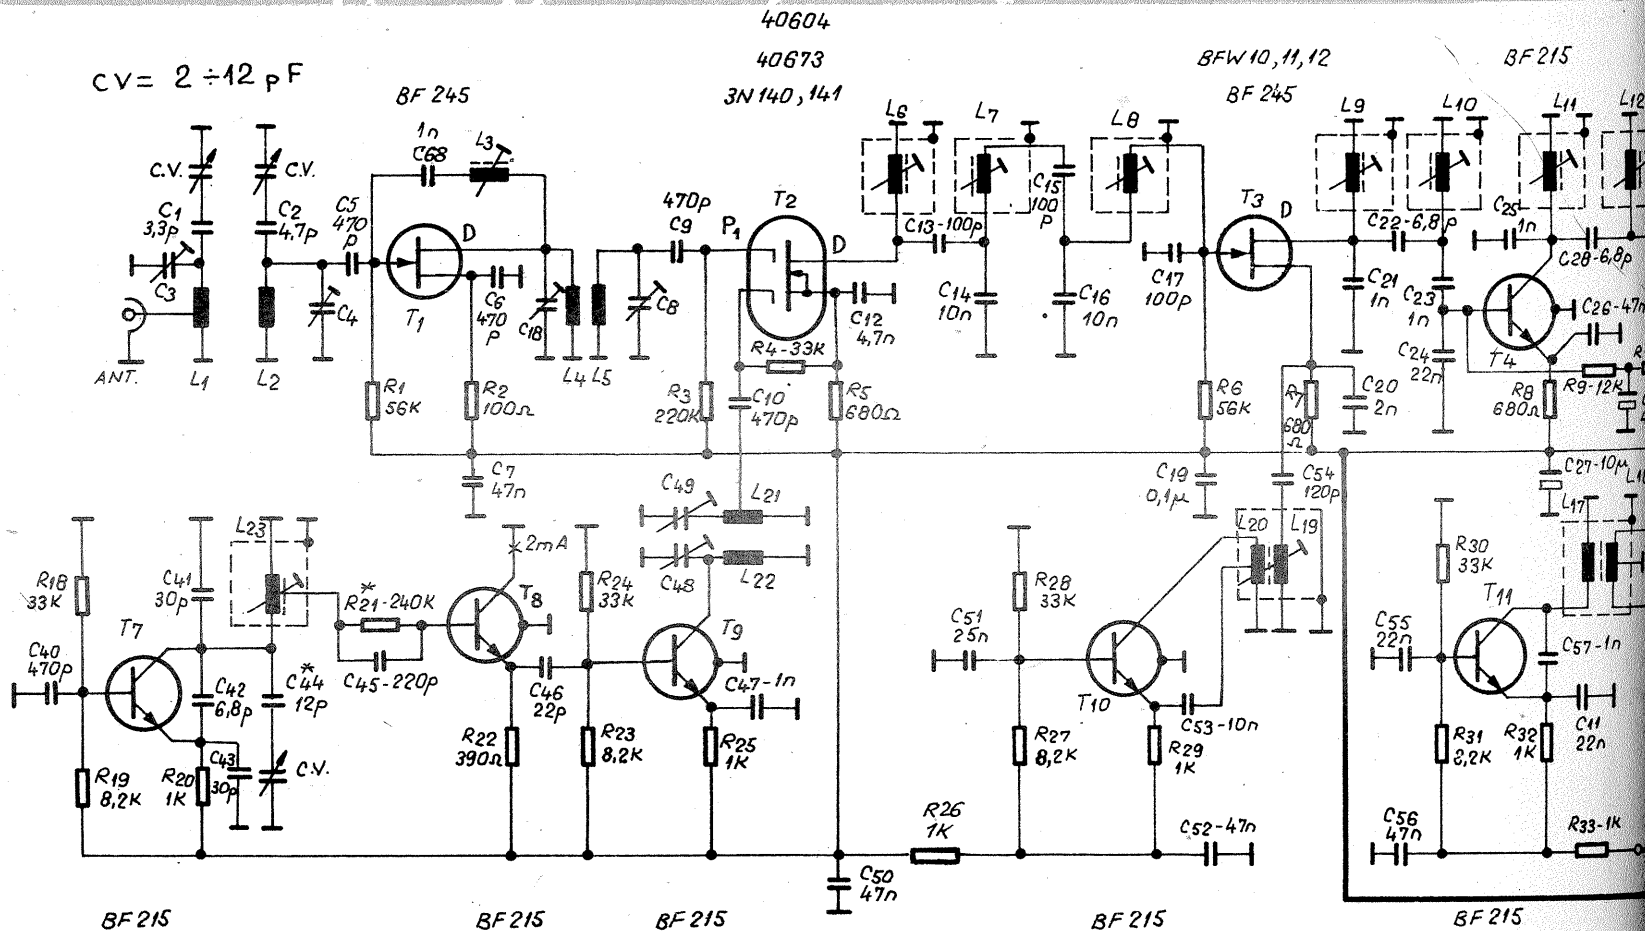 40604
40673
3N140, 141
CV= 2 ÷ 12 pF
BF 245
BFW 10, 11, 12
BF 245
BF 215
1n
C68
L3
L6
L7
L8
L9
L10
L11
L12
C.V.
C.V.
C1
3,3p
C2
4,7p
C5
470
p
D
470p
C9
P1
T2
D
C13-100p
C15
100
p
T3
D
C22-6,8p
C25
1n
C28-6,8p
C3
C4
T1
C6
470
p
C18
C8
C12
4,7n
C14
10n
C16
10n
C17
100p
C21
1n
C23
1n
C26-47n
T4
ANT.
L1
L2
L4
L5
R4-33K
C24
22n
R1
56K
R2
100Ω
R3
220K
C10
470p
R5
680Ω
R6
56K
R7
680
Ω
C20
2n
R8
680Ω
R9-12K
C7
47n
C49
L21
C19
0,1μ
C54
120p
C27-10μ
L17
L23
2mA
C48
L22
L20
L19
R18
33K
C41
30p
*
R21-240K
T8
R24
33K
T9
R28
33K
R30
33K
T7
T11
C40
470p
C42
6,8p
*
C44
12p
C45-220p
C46
22p
C47-1n
C51
25n
T10
C53-10n
C55
22n
C57-1n
R19
8,2K
R20
1K
C43
30p
C.V.
R22
390Ω
R23
8,2K
R25
1K
R27
8,2K
R29
1K
R31
8,2K
R32
1K
C11
22n
R26
1K
C52-47n
C56
47n
R33-1K
C50
47n
BF 215
BF 215
BF 215
BF 215
BF 215